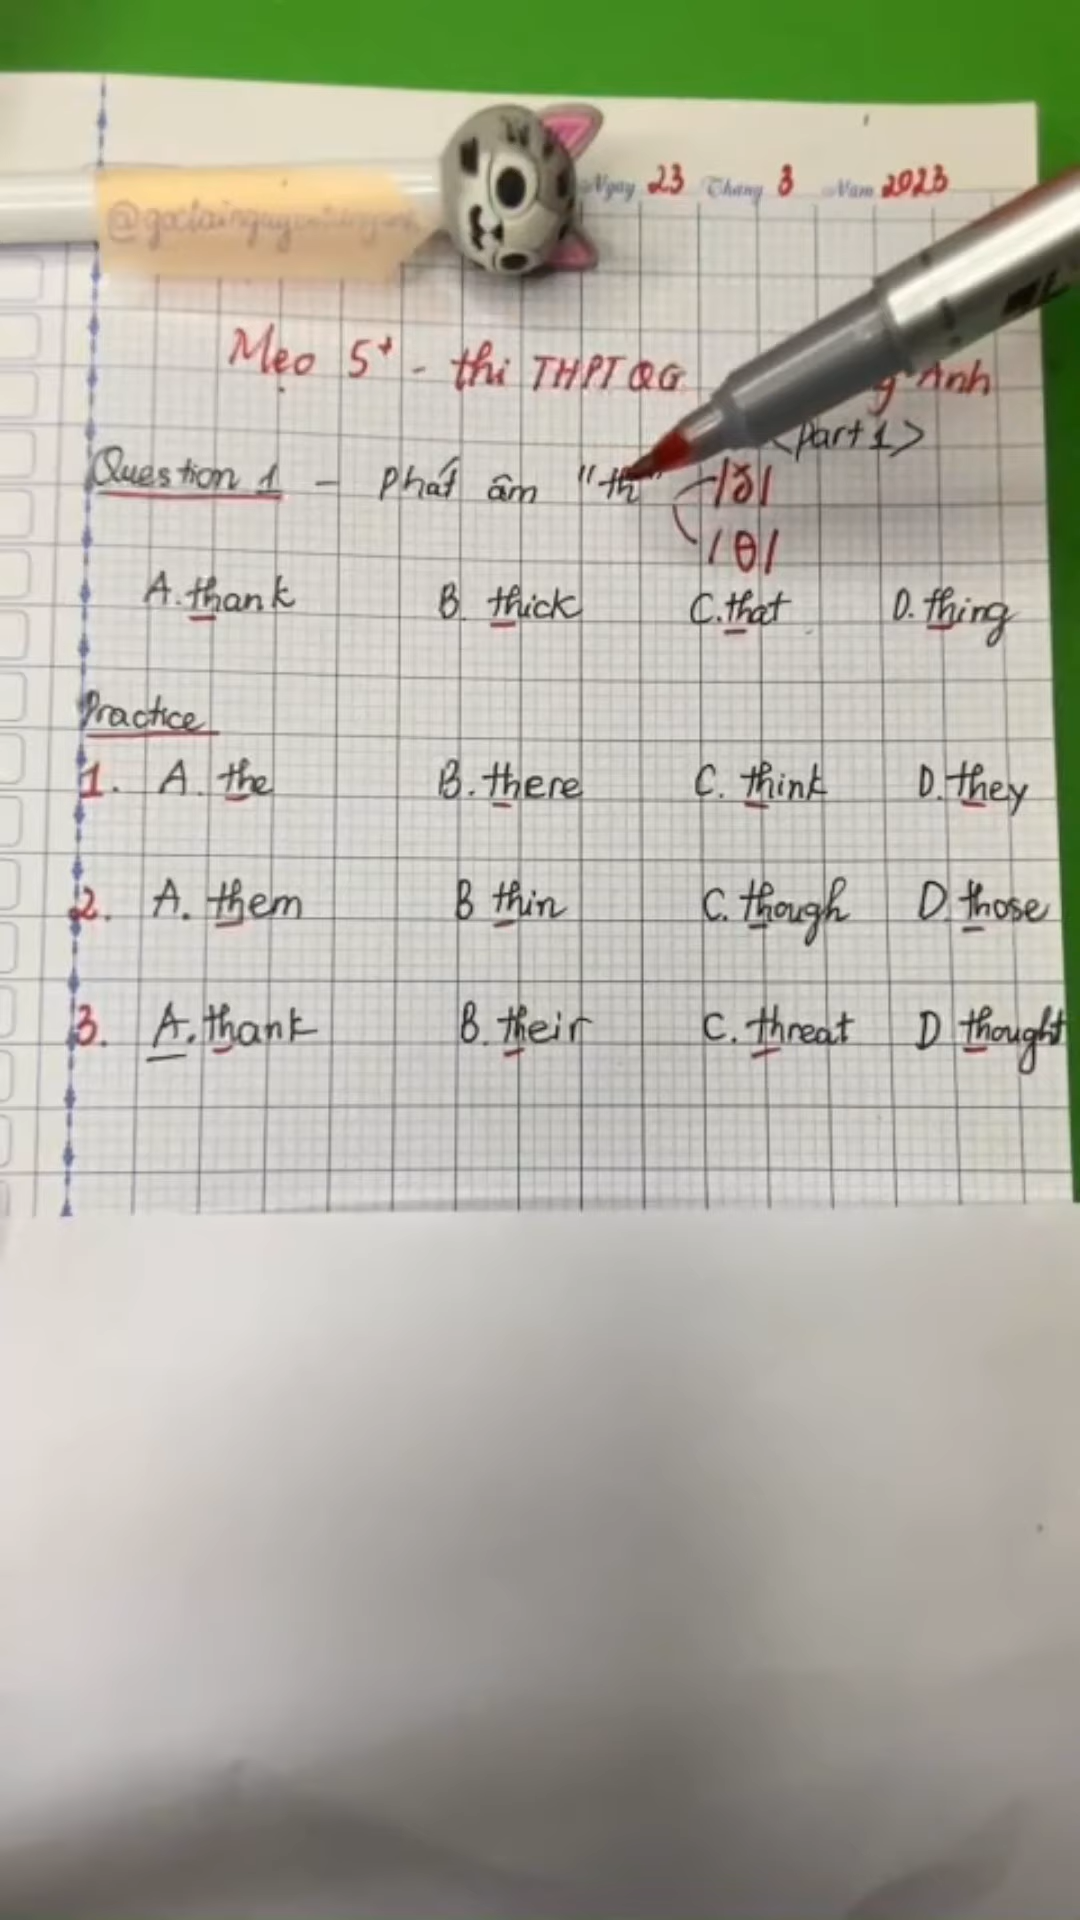 Ngày 23 Tháng 3 Năm 2023
Mẹo 5+ - thi THPT QG Anh
<Part 1>
Question 1 - phát âm "th" /ð/
/θ/
A. thank B. thick C. that D. thing
Practice
1. A. the B. there C. think D. they
2. A. them B thin C. though D. those
3. A. thank B. their C. threat D thought